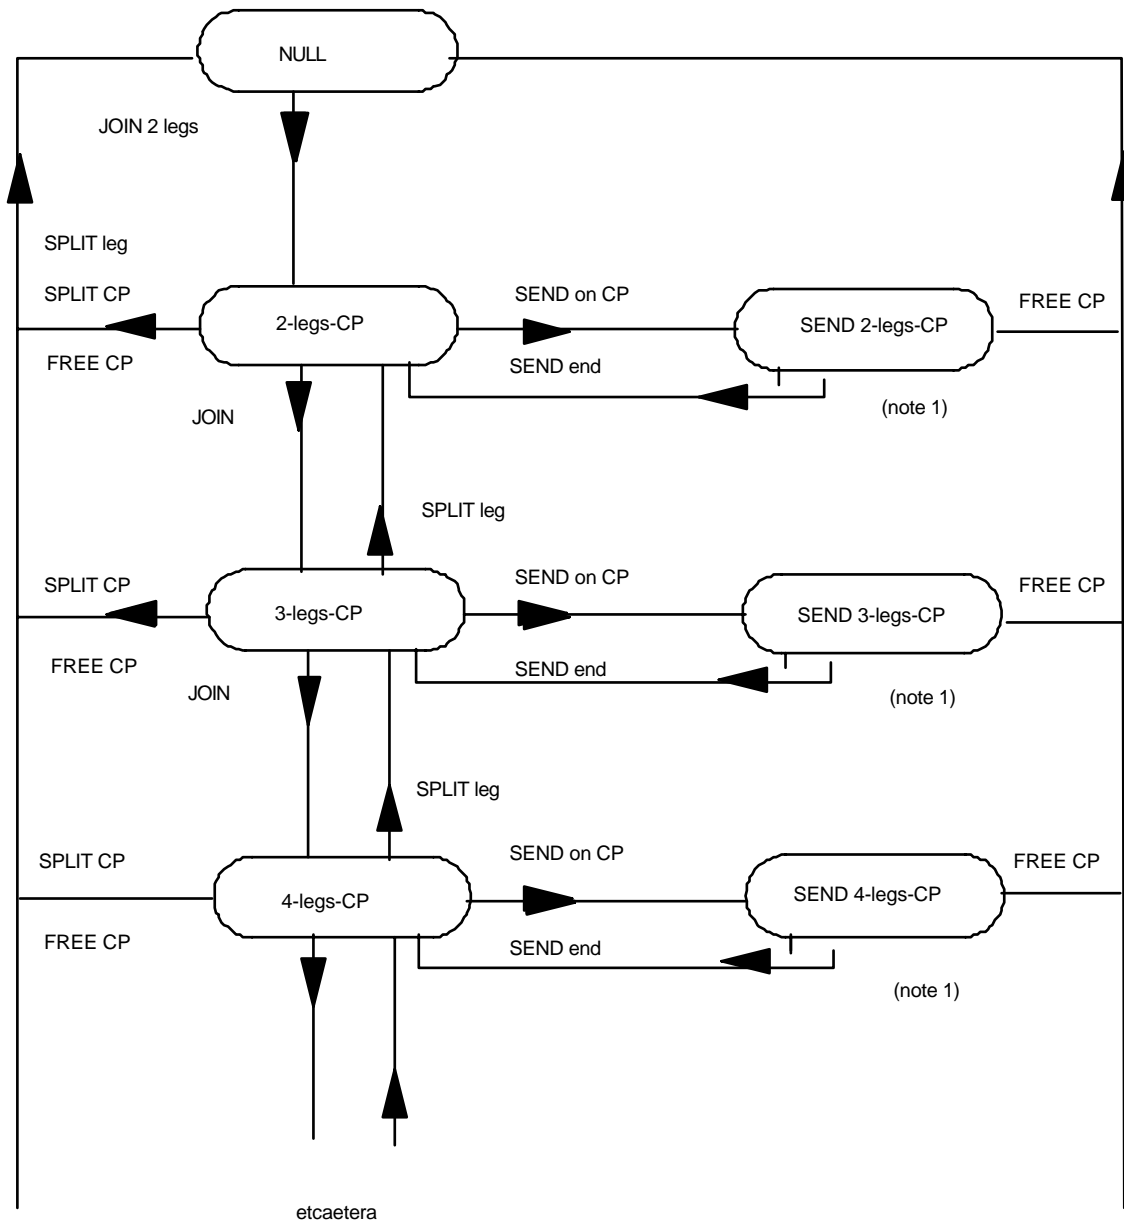 NULL
JOIN 2 legs
SPLIT leg
SPLIT CP
SEND on CP
FREE CP
2-legs-CP
SEND 2-legs-CP
FREE CP
SEND end
(note 1)
JOIN
SPLIT leg
SPLIT CP
SEND on CP
FREE CP
3-legs-CP
SEND 3-legs-CP
FREE CP
SEND end
JOIN
(note 1)
SPLIT leg
SPLIT CP
SEND on CP
FREE CP
4-legs-CP
SEND 4-legs-CP
FREE CP
SEND end
(note 1)
etcaetera